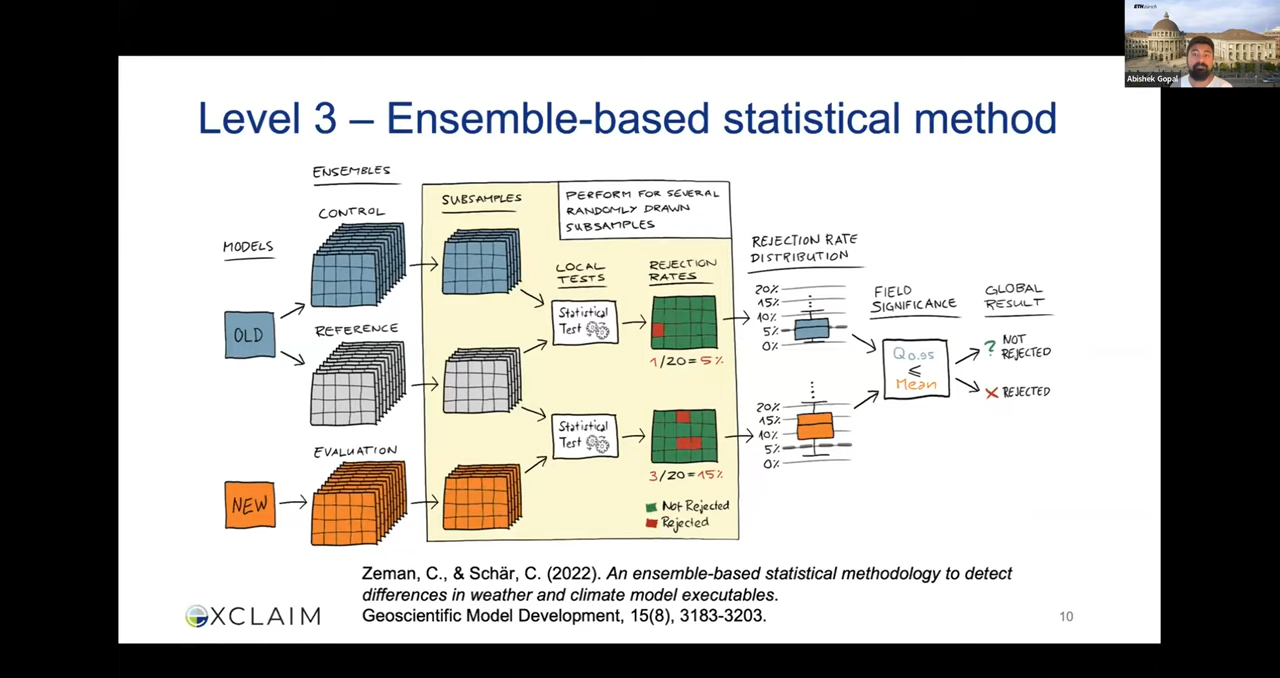 ETH zürich
Abishek Gopal
Level 3 – Ensemble-based statistical method
MODELS
OLD
NEW
ENSEMBLES
CONTROL
REFERENCE
EVALUATION
SUBSAMPLES
PERFORM FOR SEVERAL
RANDOMLY DRAWN
SUBSAMPLES
LOCAL
TESTS
Statistical
Test
Statistical
Test
REJECTION
RATES
1/20=5%
3/20=15%
Not Rejected
Rejected
REJECTION RATE
DISTRIBUTION
20%
15%
10%
5%
0%
20%
15%
10%
5%
0%
FIELD
SIGNIFICANCE
Q0.95
≤
Mean
GLOBAL
RESULT
? NOT
REJECTED
X REJECTED
Zeman, C., & Schär, C. (2022). An ensemble-based statistical methodology to detect
differences in weather and climate model executables.
Geoscientific Model Development, 15(8), 3183-3203.
EXCLAIM
10